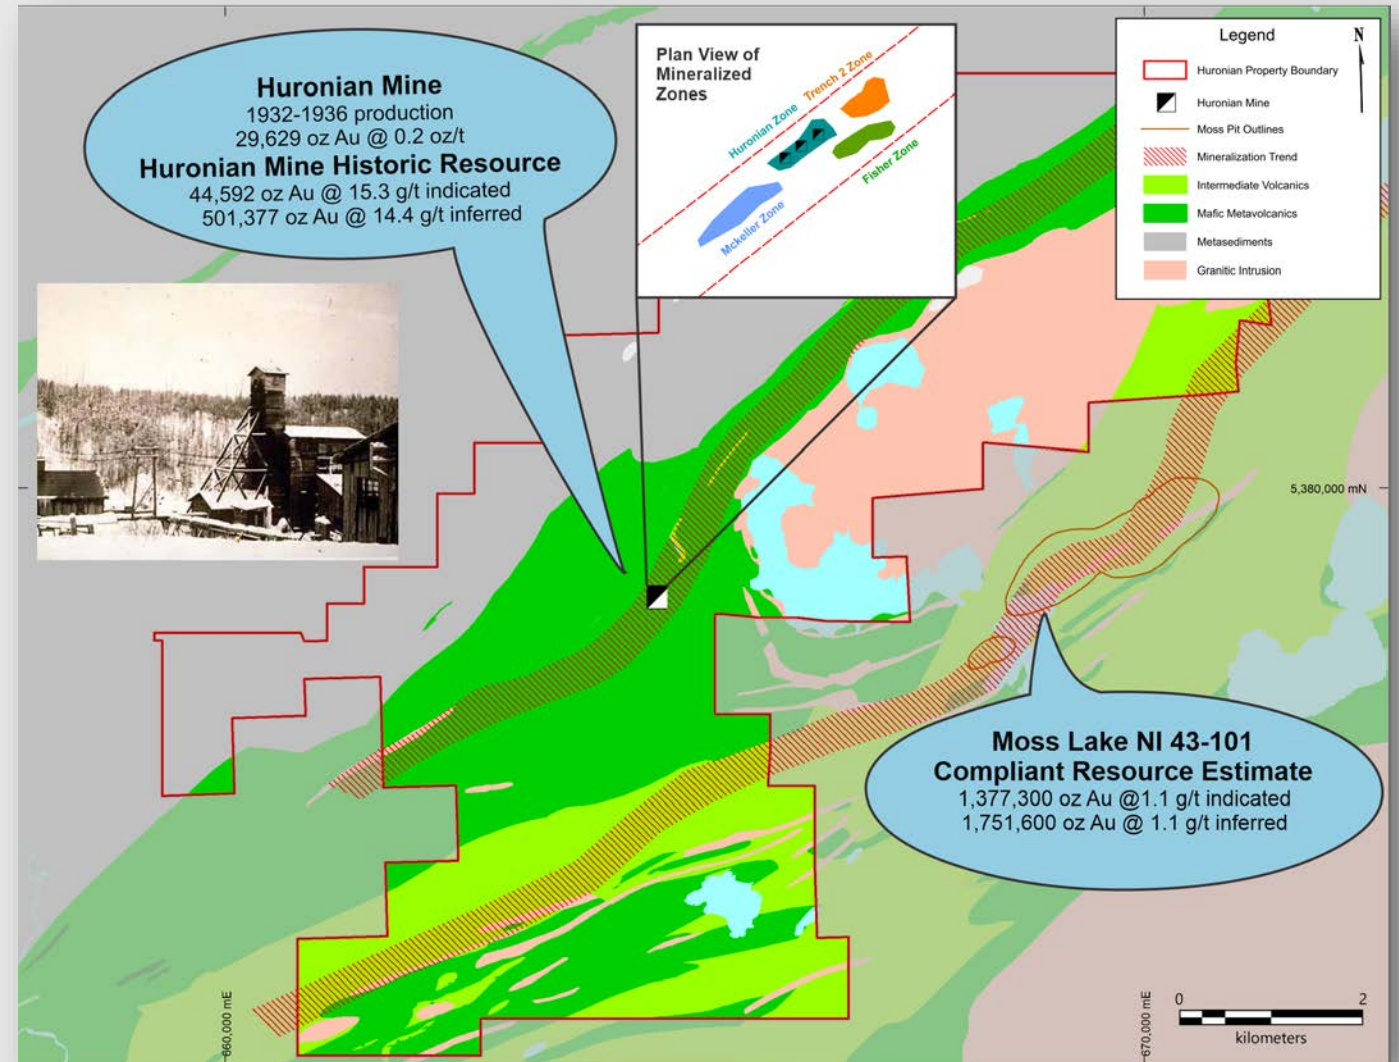 Huronian Mine
1932-1936 production
29,629 oz Au @ 0.2 oz/t
Huronian Mine Historic Resource
44,592 oz Au @ 15.3 g/t indicated
501,377 oz Au @ 14.4 g/t inferred
Plan View of
Mineralized
Zones
Trench 2 Zone
Huronian Zone
Fisher Zone
Mckeller Zone
Legend
N
Huronian Property Boundary
Huronian Mine
Moss Pit Outlines
Mineralization Trend
Intermediate Volcanics
Mafic Metavolcanics
Metasediments
Granitic Intrusion
5,380,000 mN
Moss Lake NI 43-101
Compliant Resource Estimate
1,377,300 oz Au @1.1 g/t indicated
1,751,600 oz Au @ 1.1 g/t inferred
660,000 mE
670,000 mE
0 2
kilometers